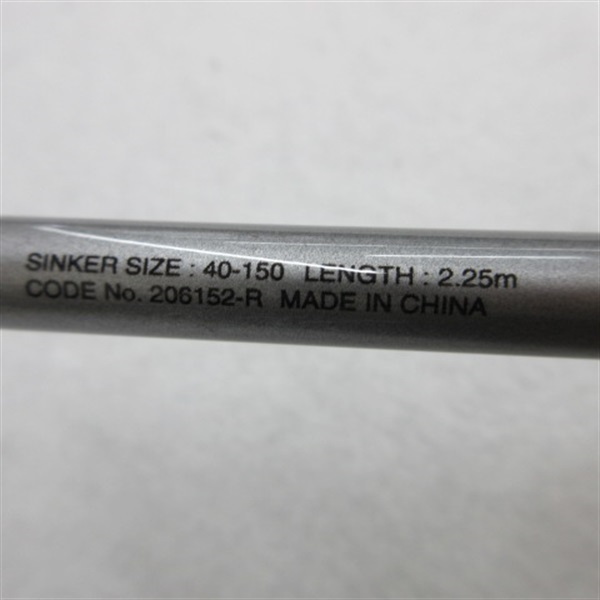 SINKER SIZE : 40-150 LENGTH : 2.25m
CODE No. 206152-R MADE IN CHINA